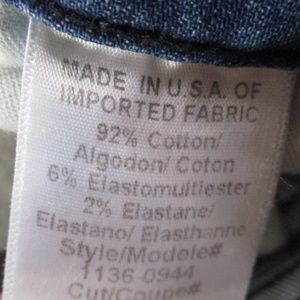 MADE IN U.S.A. OF
IMPORTED FABRIC
92% Cotton/
Algodon/ Coton
6% Elastomultiester
2% Elastane/
Elastano/ Elasthanne
Style/Modele#
1136-0944
Cut/Coupe#